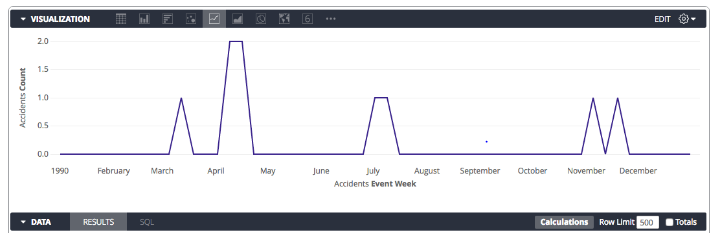 VISUALIZATION 6 ... EDIT
2.0
1.5
1.0
0.5
0.0
Accidents Count
1990 February March April May June July August September October November December
Accidents Event Week
DATA RESULTS SQL Calculations Row Limit 500 Totals